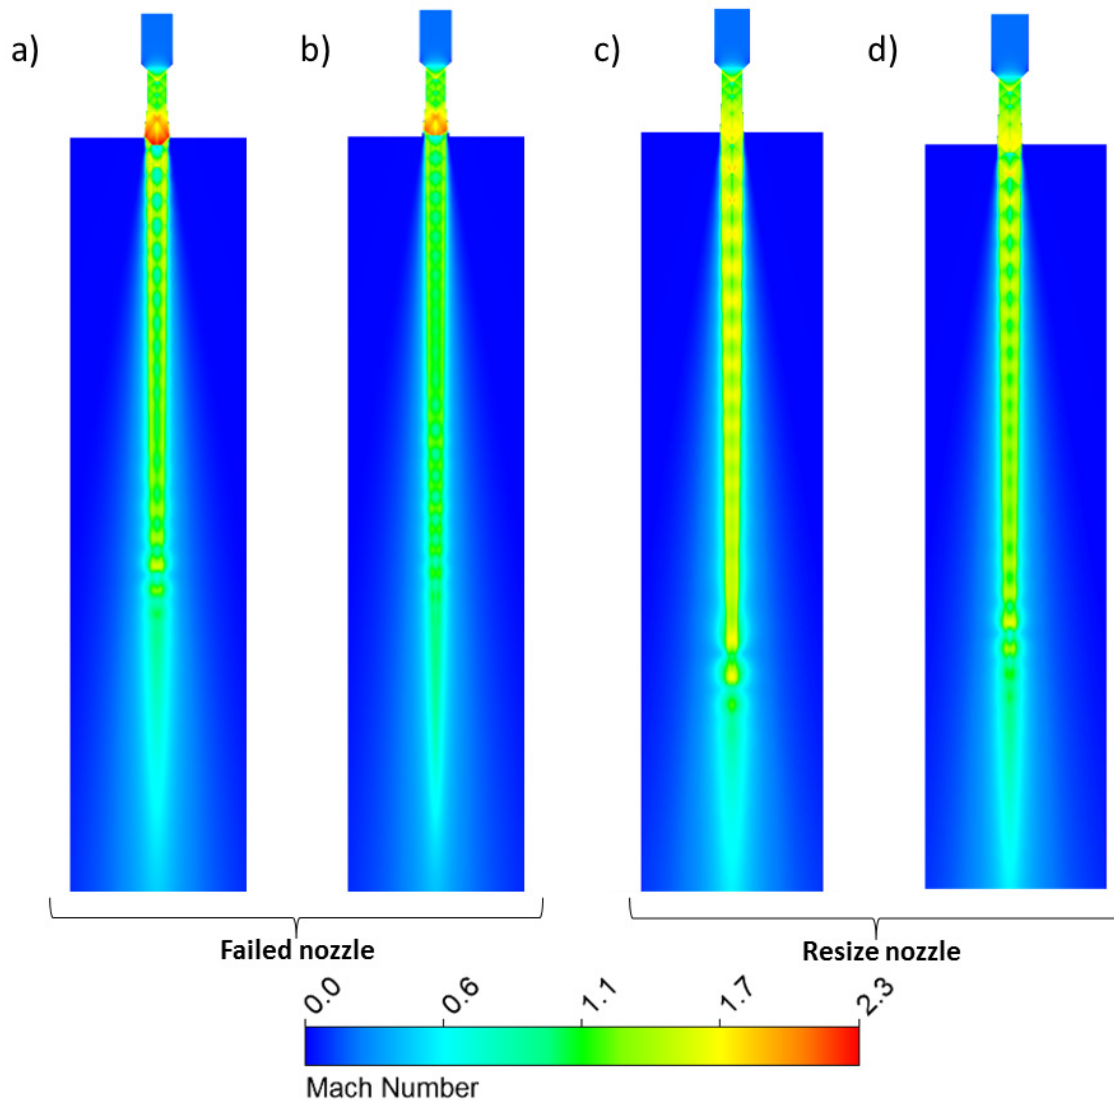 a)
b)
c)
d)
Failed nozzle
Resize nozzle
0.0
0.6
1.1
1.7
2.3
Mach Number